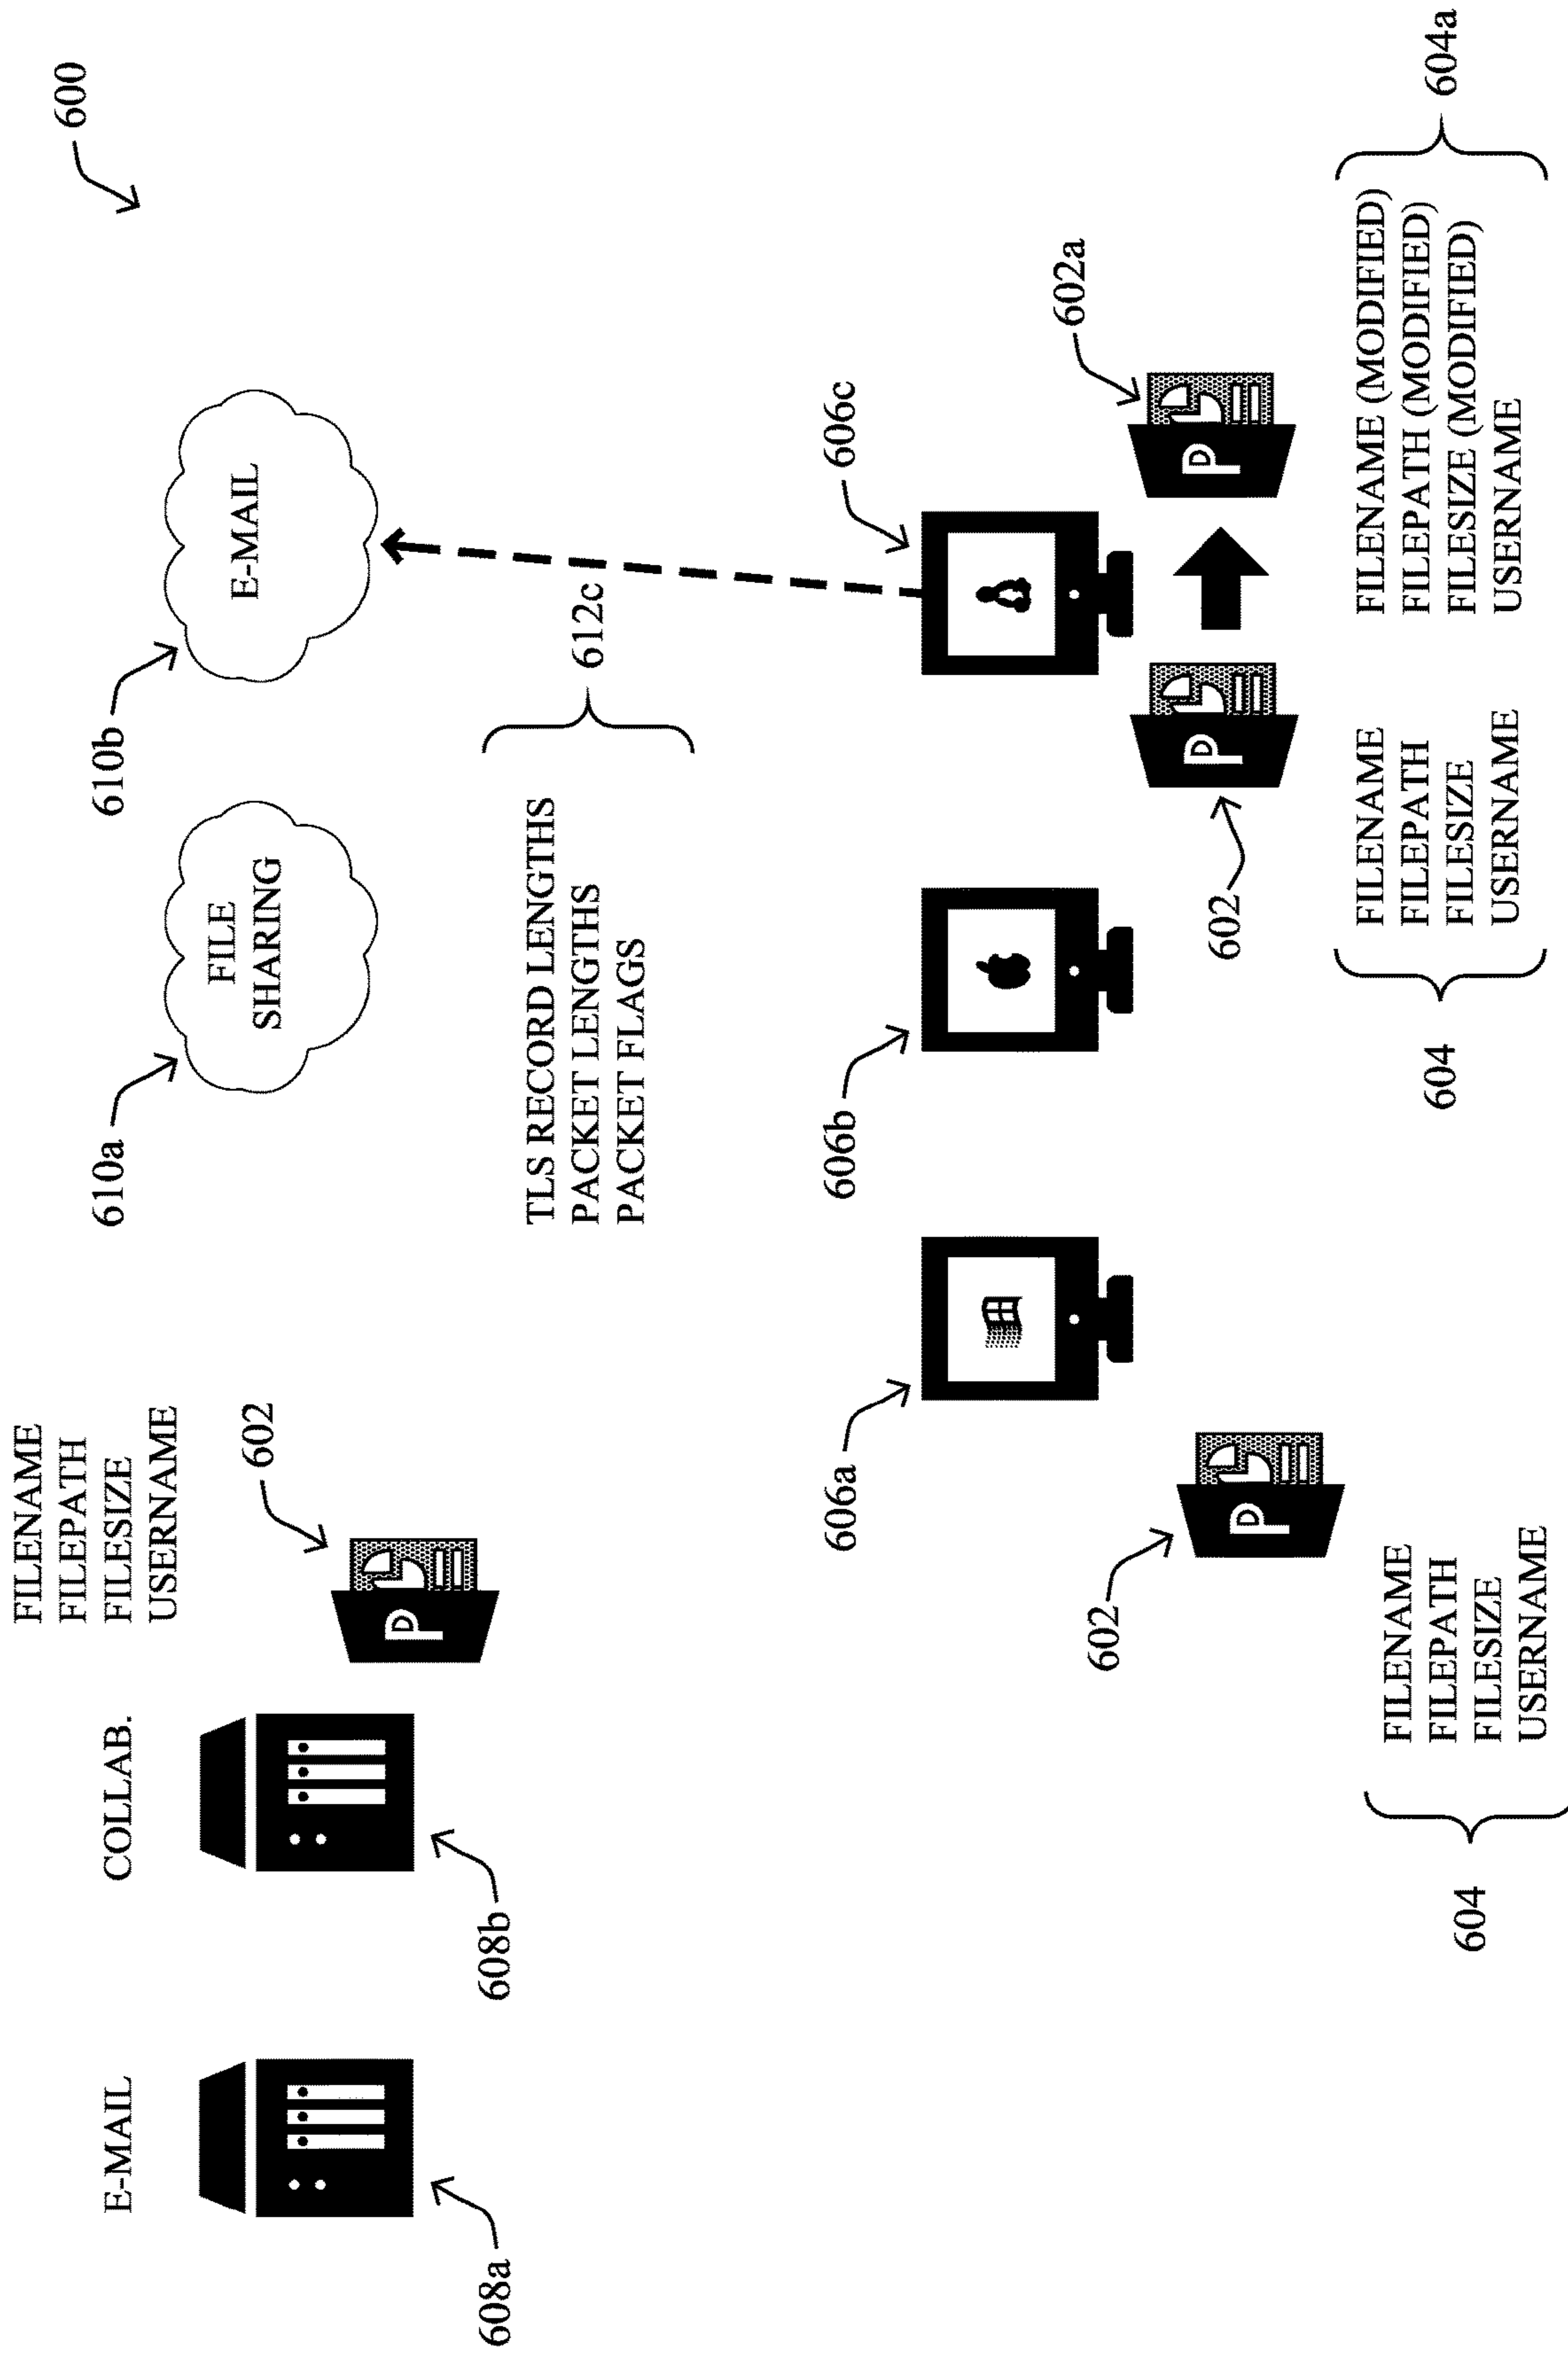 600
E-MAIL
COLLAB.
FILENAME
FILEPATH
FILESIZE
USERNAME
602
608a
608b
610a
FILE
SHARING
610b
E-MAIL
TLS RECORD LENGTHS
PACKET LENGTHS
PACKET FLAGS
612c
606a
606b
606c
602
P
P
602
P
602a
P
604
FILENAME
FILEPATH
FILESIZE
USERNAME
604
FILENAME
FILEPATH
FILESIZE
USERNAME
FILENAME (MODIFIED)
FILEPATH (MODIFIED)
FILESIZE (MODIFIED)
USERNAME
604a